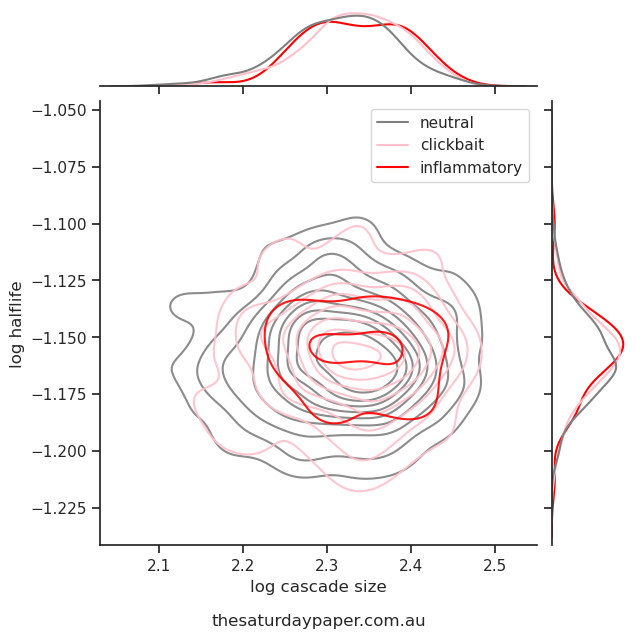 −1.050
−1.075
−1.100
−1.125
−1.150
−1.175
−1.200
−1.225
log halflife
neutral
clickbait
inflammatory
2.1 2.2 2.3 2.4 2.5
log cascade size
thesaturdaypaper.com.au